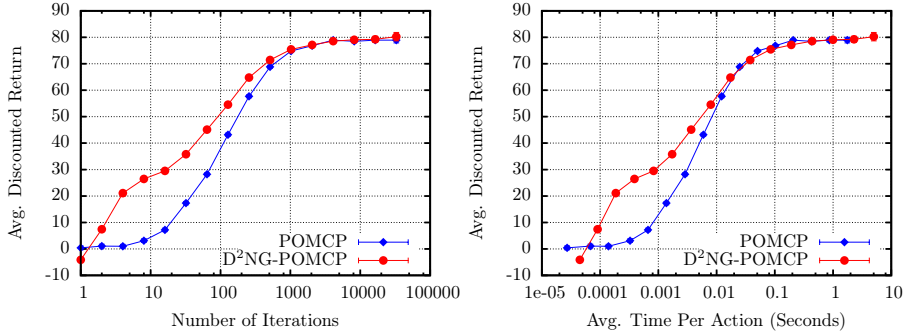 90
80
70
60
50
40
30
20
10
0
-10
Avg. Discounted Return
1 10 100 1000 10000 100000
Number of Iterations
POMCP
D²NG-POMCP
90
80
70
60
50
40
30
20
10
0
-10
Avg. Discounted Return
1e-05 0.0001 0.001 0.01 0.1 1 10
Avg. Time Per Action (Seconds)
POMCP
D²NG-POMCP